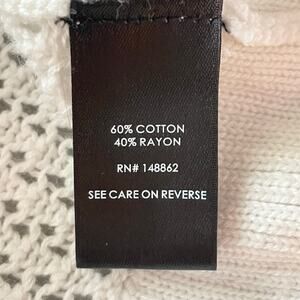 60% COTTON
40% RAYON
RN# 148862
SEE CARE ON REVERSE